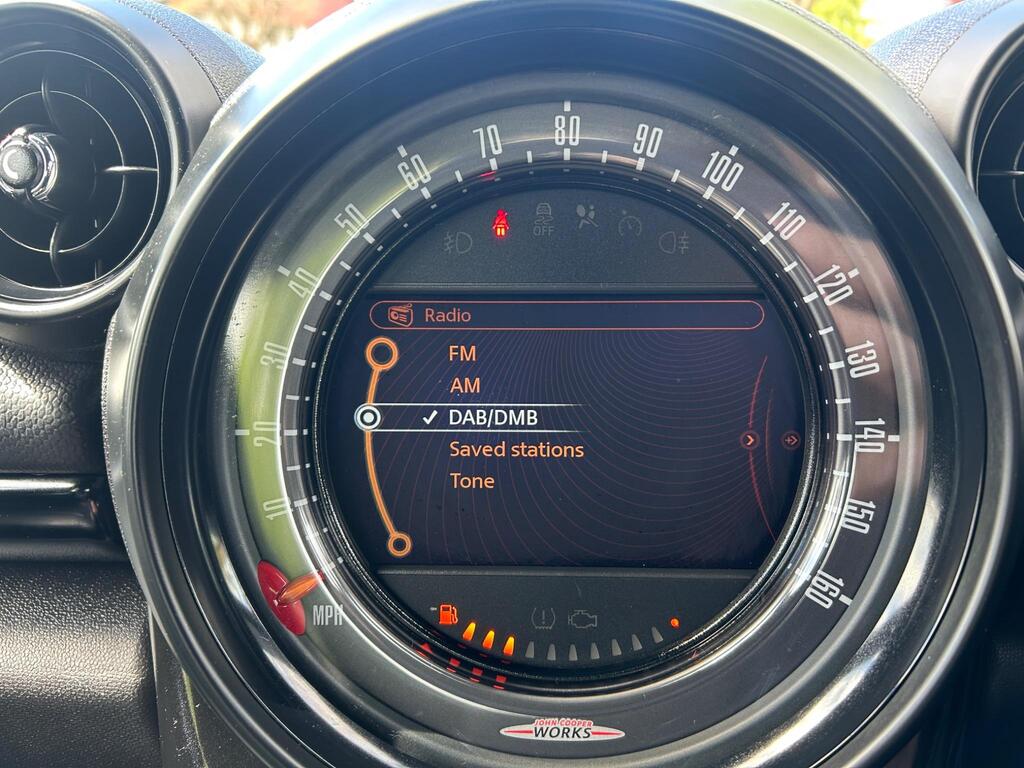 10
20
30
40
50
60
70
80
90
100
110
120
130
140
150
160
MPH
OFF
Radio
FM
AM
DAB/DMB
Saved stations
Tone
JOHN COOPER
WORKS